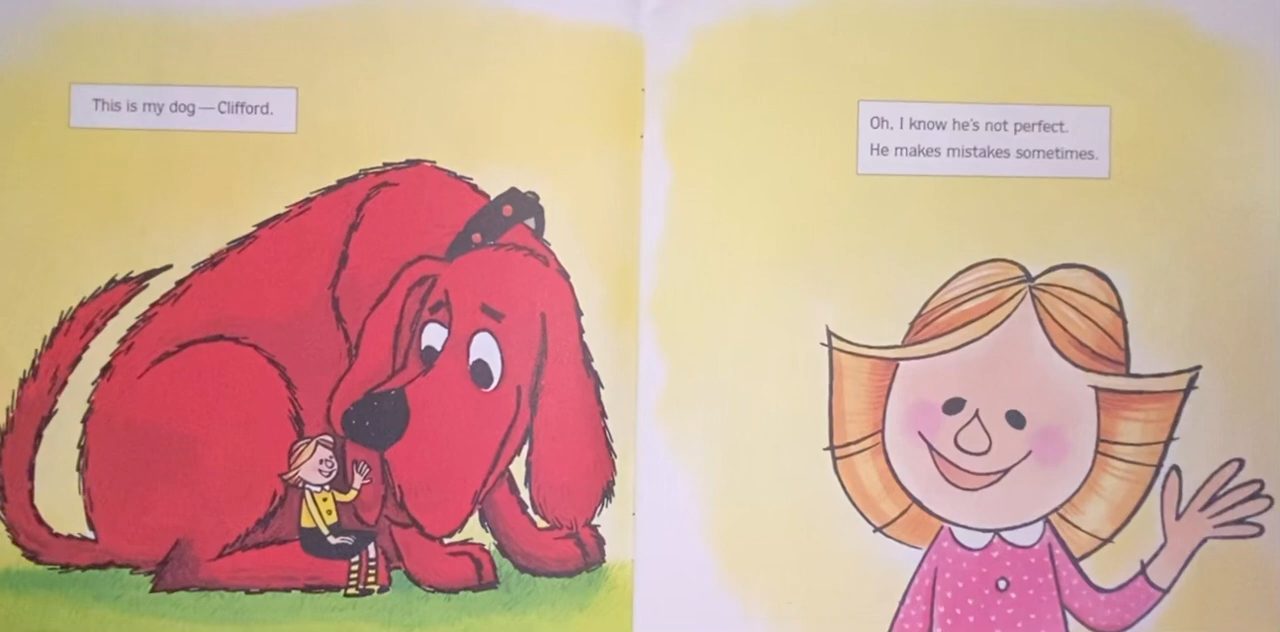 This is my dog—Clifford.
Oh, I know he's not perfect.
He makes mistakes sometimes.